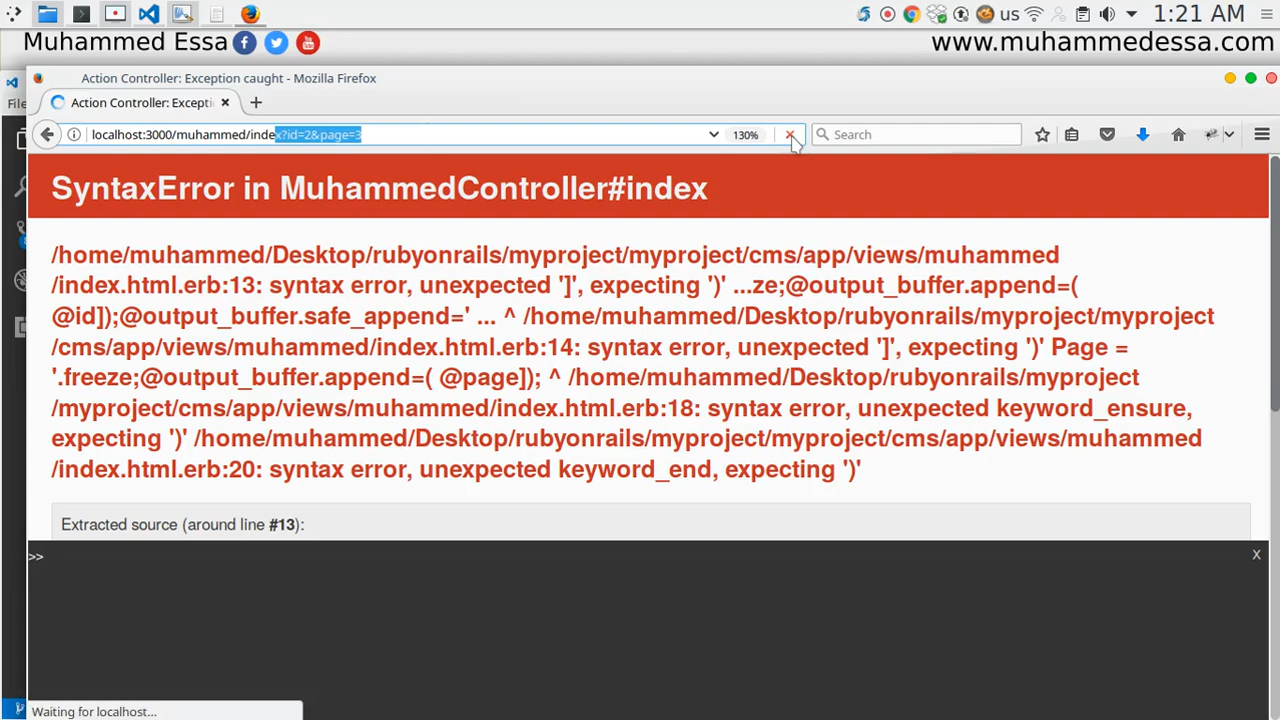 us 1:21 AM
Muhammed Essa www.muhammedessa.com
Action Controller: Exception caught - Mozilla Firefox
File
Action Controller: Excepti
localhost:3000/muhammed/index?id=2&page=3 130% Search
SyntaxError in MuhammedController#index
/home/muhammed/Desktop/rubyonrails/myproject/myproject/cms/app/views/muhammed
/index.html.erb:13: syntax error, unexpected ']', expecting ')' ...ze;@output_buffer.append=(
@id]);@output_buffer.safe_append=' ... ^ /home/muhammed/Desktop/rubyonrails/myproject/myproject
/cms/app/views/muhammed/index.html.erb:14: syntax error, unexpected ']', expecting ')' Page =
'.freeze;@output_buffer.append=( @page]); ^ /home/muhammed/Desktop/rubyonrails/myproject
/myproject/cms/app/views/muhammed/index.html.erb:18: syntax error, unexpected keyword_ensure,
expecting ')' /home/muhammed/Desktop/rubyonrails/myproject/myproject/cms/app/views/muhammed
/index.html.erb:20: syntax error, unexpected keyword_end, expecting ')'
Extracted source (around line #13):
>> X
Waiting for localhost...